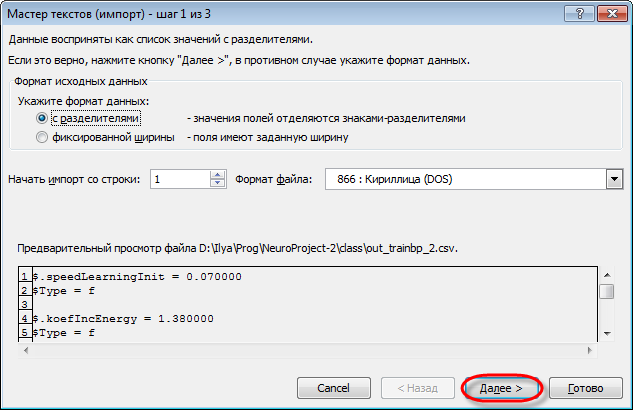 Мастер текстов (импорт) - шаг 1 из 3
Данные восприняты как список значений с разделителями.
Если это верно, нажмите кнопку "Далее >", в противном случае укажите формат данных.
Формат исходных данных
Укажите формат данных:
с разделителями - значения полей отделяются знаками-разделителями
фиксированной ширины - поля имеют заданную ширину
Начать импорт со строки: 1 Формат файла: 866 : Кириллица (DOS)
Предварительный просмотр файла D:\Ilya\Prog\NeuroProject-2\class\out_trainbp_2.csv.
1 $.speedLearningInit = 0.070000
2 $Type = f
3
4 $.koefIncEnergy = 1.380000
5 $Type = f
Cancel < Назад Далее > Готово